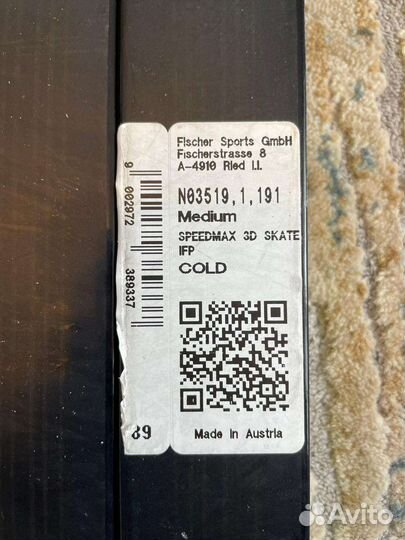 Fischer Sports GmbH
Fischerstrasse 8
A-4910 Ried I.I.
N03519,1,191
Medium
SPEEDMAX 3D SKATE
IFP
COLD
Made in Austria
9 002972 389337
89
Avito